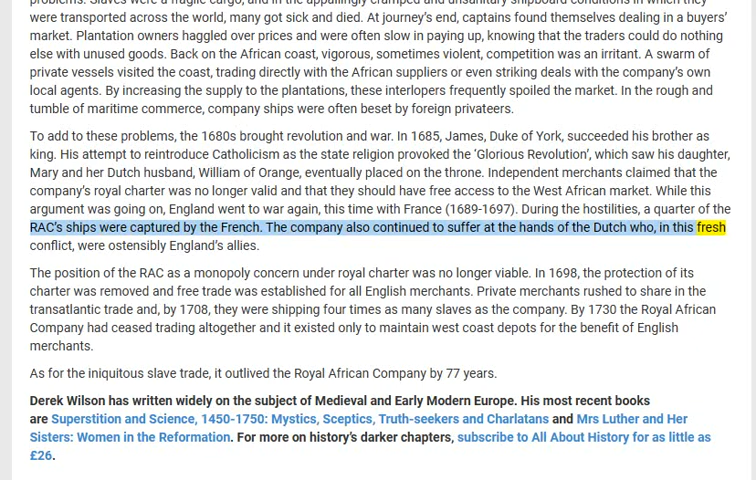 problems. Slaves were a fragile cargo, and in the appallingly cramped and unsanitary shipboard conditions in which they
were transported across the world, many got sick and died. At journey’s end, captains found themselves dealing in a buyers’
market. Plantation owners haggled over prices and were often slow in paying up, knowing that the traders could do nothing
else with unused goods. Back on the African coast, vigorous, sometimes violent, competition was an irritant. A swarm of
private vessels visited the coast, trading directly with the African suppliers or even striking deals with the company’s own
local agents. By increasing the supply to the plantations, these interlopers frequently spoiled the market. In the rough and
tumble of maritime commerce, company ships were often beset by foreign privateers.
To add to these problems, the 1680s brought revolution and war. In 1685, James, Duke of York, succeeded his brother as
king. His attempt to reintroduce Catholicism as the state religion provoked the ‘Glorious Revolution’, which saw his daughter,
Mary and her Dutch husband, William of Orange, eventually placed on the throne. Independent merchants claimed that the
company’s royal charter was no longer valid and that they should have free access to the West African market. While this
argument was going on, England went to war again, this time with France (1689-1697). During the hostilities, a quarter of the
RAC’s ships were captured by the French. The company also continued to suffer at the hands of the Dutch who, in this fresh
conflict, were ostensibly England’s allies.
The position of the RAC as a monopoly concern under royal charter was no longer viable. In 1698, the protection of its
charter was removed and free trade was established for all English merchants. Private merchants rushed to share in the
transatlantic trade and, by 1708, they were shipping four times as many slaves as the company. By 1730 the Royal African
Company had ceased trading altogether and it existed only to maintain west coast depots for the benefit of English
merchants.
As for the iniquitous slave trade, it outlived the Royal African Company by 77 years.
Derek Wilson has written widely on the subject of Medieval and Early Modern Europe. His most recent books
are Superstition and Science, 1450-1750: Mystics, Sceptics, Truth-seekers and Charlatans and Mrs Luther and Her
Sisters: Women in the Reformation. For more on history’s darker chapters, subscribe to All About History for as little as
£26.